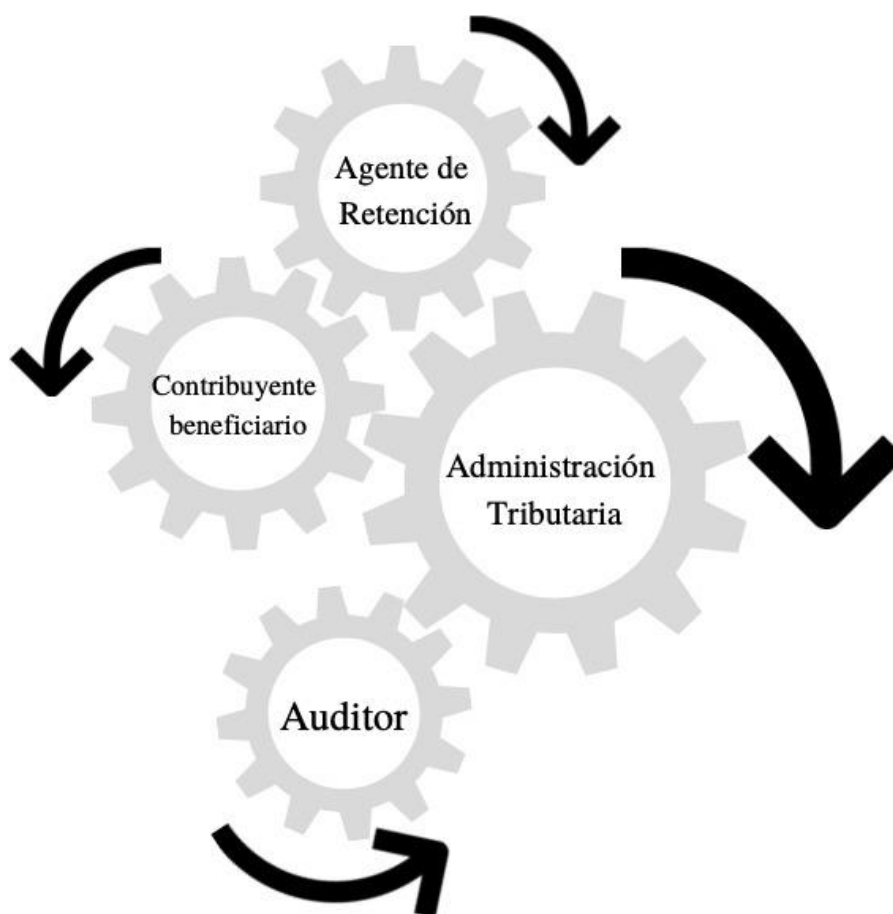 Agente de
Retención
Contribuyente
beneficiario
Administración
Tributaria
Auditor